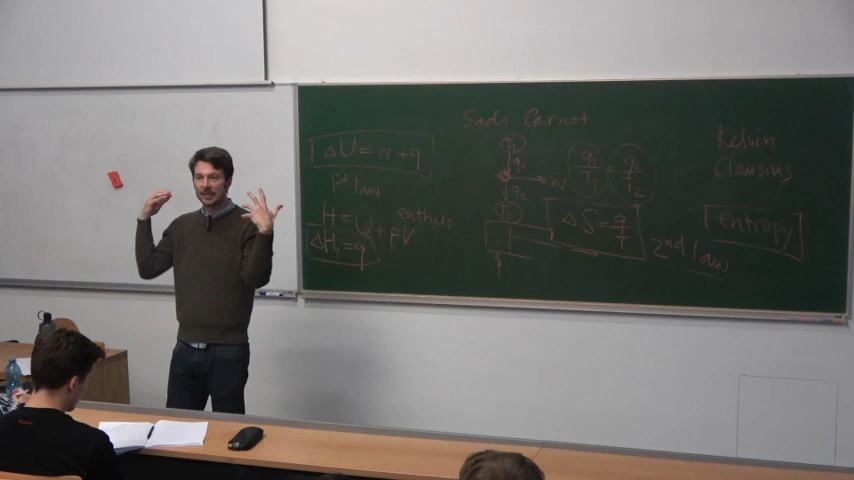 Sadi Carnot
ΔU = w + q
1st law
H = U + pV
enthalpy
ΔH, = q
q1
w
q2
T2
q1/T1 = q2/T2
ΔS = q/T
2nd law
Kelvin
Clausius
entropy